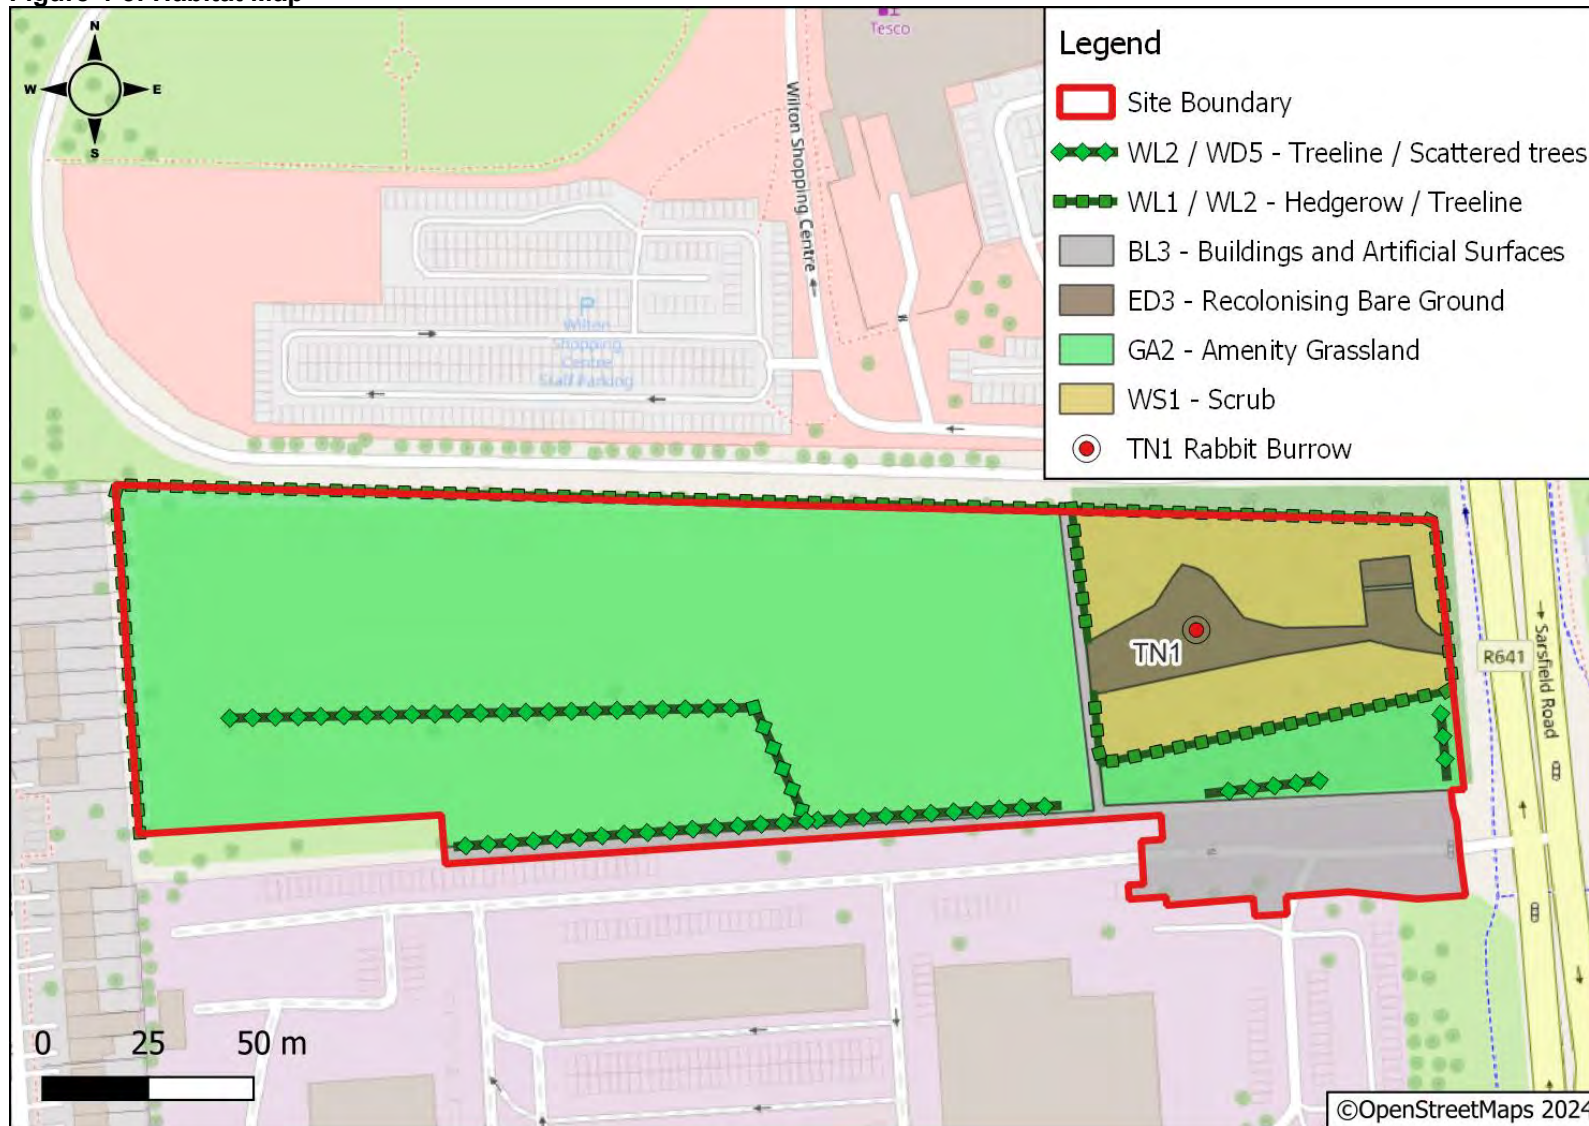 N
W
E
S
Tesco
Wilton Shopping Centre
P
Wilton
Shopping
Centre
Staff Parking
Legend
Site Boundary
WL2 / WD5 - Treeline / Scattered trees
WL1 / WL2 - Hedgerow / Treeline
BL3 - Buildings and Artificial Surfaces
ED3 - Recolonising Bare Ground
GA2 - Amenity Grassland
WS1 - Scrub
TN1 Rabbit Burrow
TN1
R641
Sarsfield Road
0 25 50 m
©OpenStreetMaps 2024